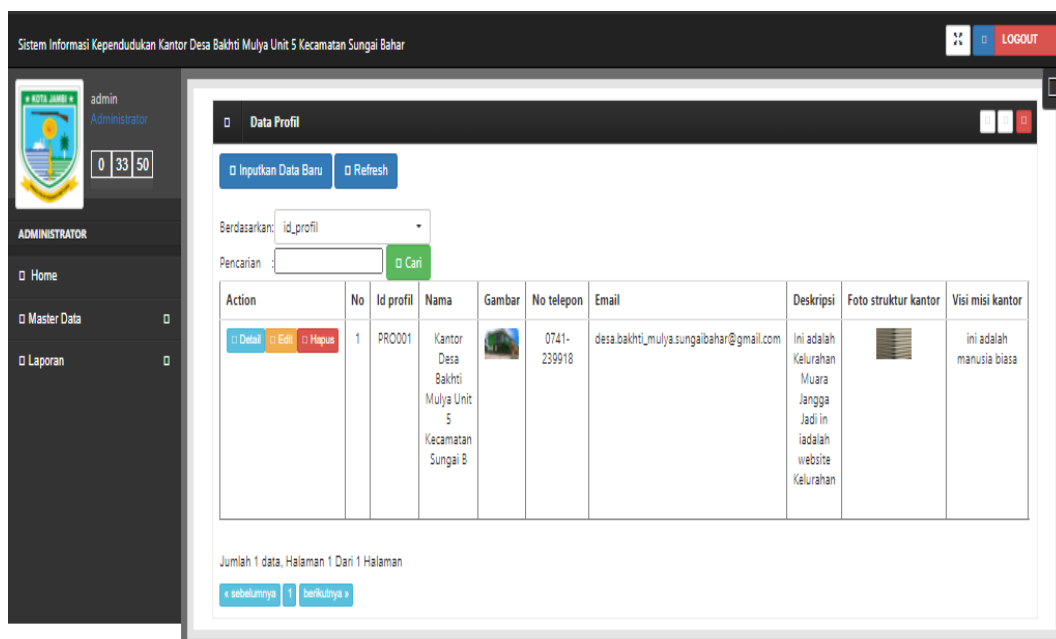 Sistem Informasi Kependudukan Kantor Desa Bakhti Mulya Unit 5 Kecamatan Sungai Bahar
LOGOUT
★ KOTA JAMBI ★
admin
Administrator
0 33 50
ADMINISTRATOR
Home
Master Data
Laporan
Data Profil
Inputkan Data Baru
Refresh
Berdasarkan: id_profil
Pencarian :
Cari
Action No Id profil Nama Gambar No telepon Email Deskripsi Foto struktur kantor Visi misi kantor
Detail Edit Hapus 1 PRO001 Kantor 0741- desa.bakhti_mulya.sungaibahar@gmail.com Ini adalah ini adalah
Desa 239918 Kelurahan manusia biasa
Bakhti Muara
Mulya Unit Jangga
5 Jadi in
Kecamatan iadalah
Sungai B website
Kelurahan
Jumlah 1 data, Halaman 1 Dari 1 Halaman
« sebelumnya 1 berikutnya »